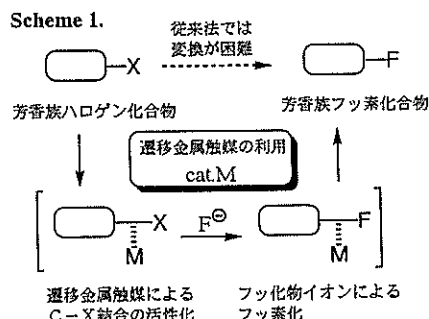 Scheme 1.
従来法では
変換が困難
X
F
芳香族ハロゲン化合物
芳香族フッ素化合物
遷移金属触媒の利用
cat.M
X
F⊖
F
M
M
遷移金属触媒による
C－X結合の活性化
フッ化物イオンによる
フッ素化